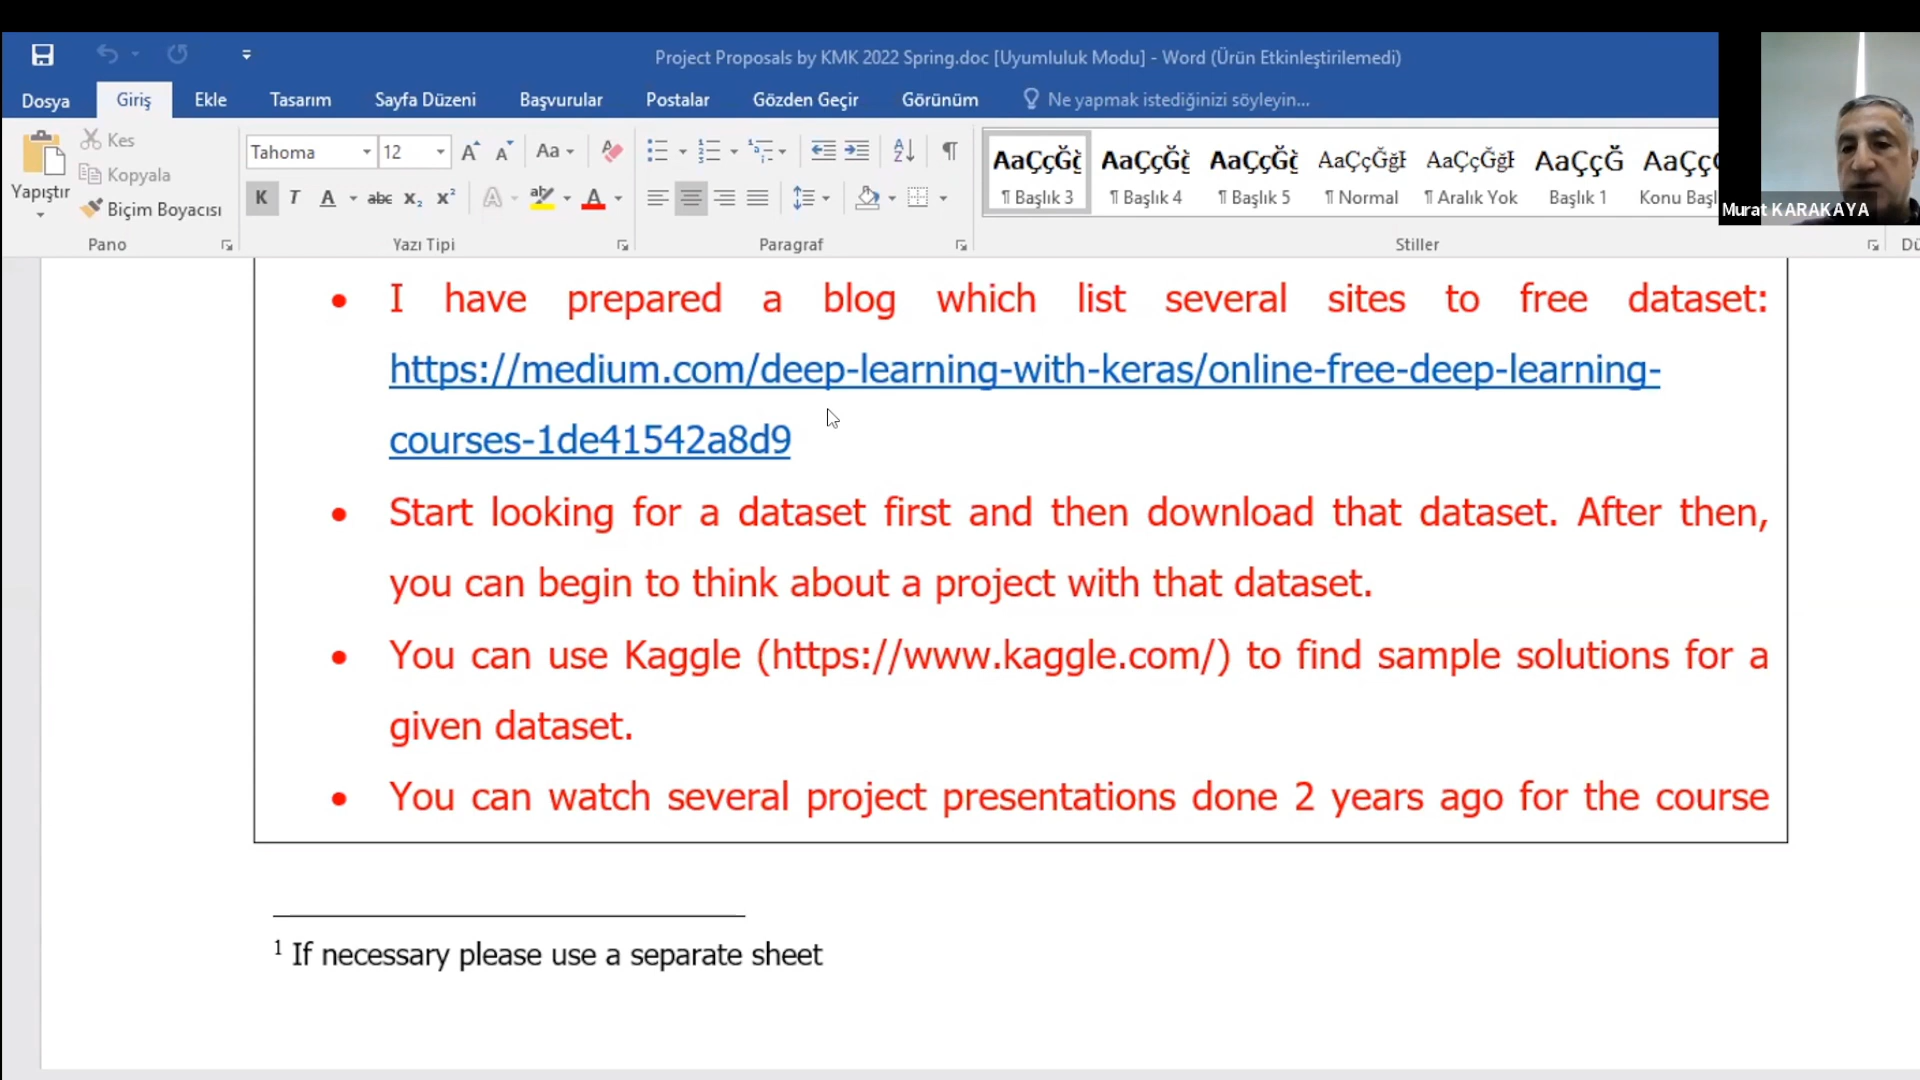 Project Proposals by KMK 2022 Spring.doc [Uyumluluk Modu] - Word (Ürün Etkinleştirilemedi)
Dosya Giriş Ekle Tasarım Sayfa Düzeni Başvurular Postalar Gözden Geçir Görünüm Ne yapmak istediğinizi söyleyin...
Yapıştır
Kes
Kopyala
Biçim Boyacısı
Pano
Tahoma 12 Aa
K T A abc x₂ x² A aby A
Yazı Tipi
Paragraf
AaÇçĞğ AaÇçĞğ AaÇçĞğ AaÇçĞğH AaÇçĞğH AaÇçĞ AaÇç
¶ Başlık 3 ¶ Başlık 4 ¶ Başlık 5 ¶ Normal ¶ Aralık Yok Başlık 1 Konu Başl
Stiller
Murat KARAKAYA
• I have prepared a blog which list several sites to free dataset:
https://medium.com/deep-learning-with-keras/online-free-deep-learning-
courses-1de41542a8d9
• Start looking for a dataset first and then download that dataset. After then,
you can begin to think about a project with that dataset.
• You can use Kaggle (https://www.kaggle.com/) to find sample solutions for a
given dataset.
• You can watch several project presentations done 2 years ago for the course
1 If necessary please use a separate sheet